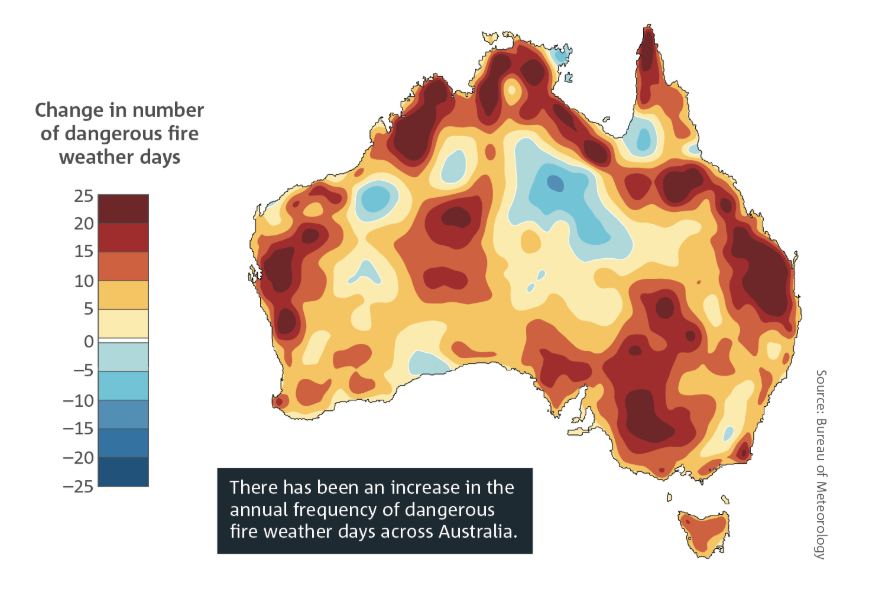 Change in number
of dangerous fire
weather days
25
20
15
10
5
0
−5
−10
−15
−20
−25
There has been an increase in the
annual frequency of dangerous
fire weather days across Australia.
Source: Bureau of Meteorology